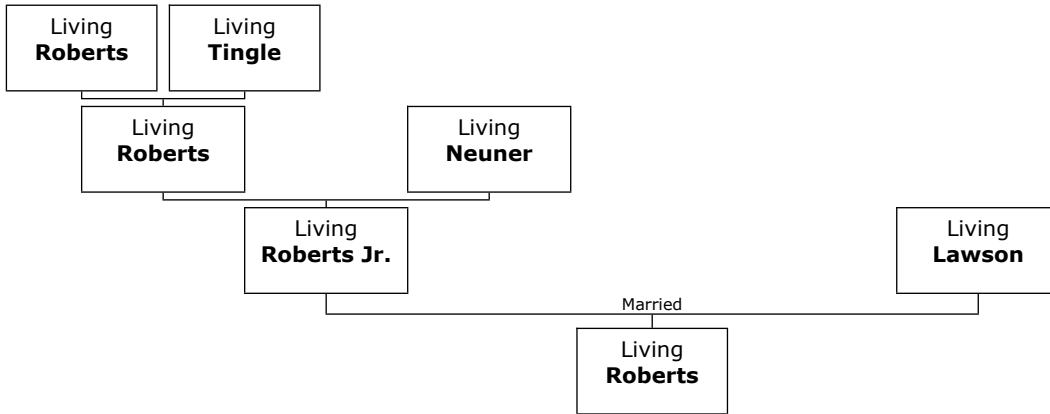 Living
Roberts
Living
Tingle
Living
Roberts
Living
Neuner
Living
Roberts Jr.
Living
Lawson
Married
Living
Roberts